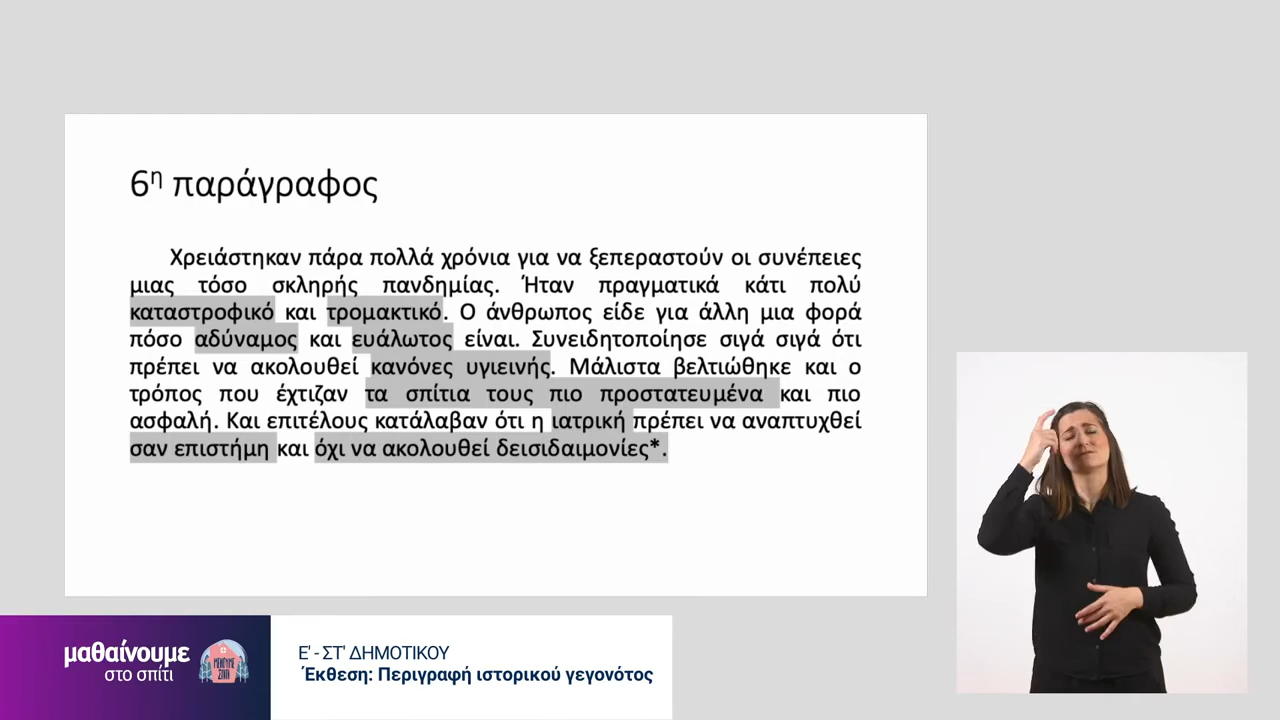 6η παράγραφος
Χρειάστηκαν πάρα πολλά χρόνια για να ξεπεραστούν οι συνέπειες
μιας τόσο σκληρής πανδημίας. Ήταν πραγματικά κάτι πολύ
καταστροφικό και τρομακτικό. Ο άνθρωπος είδε για άλλη μια φορά
πόσο αδύναμος και ευάλωτος είναι. Συνειδητοποίησε σιγά σιγά ότι
πρέπει να ακολουθεί κανόνες υγιεινής. Μάλιστα βελτιώθηκε και ο
τρόπος που έχτιζαν τα σπίτια τους πιο προστατευμένα και πιο
ασφαλή. Και επιτέλους κατάλαβαν ότι η ιατρική πρέπει να αναπτυχθεί
σαν επιστήμη και όχι να ακολουθεί δεισιδαιμονίες*.
μαθαίνουμε
στο σπίτι
ΜΕΝΟΥΜΕ
ΣΠΙΤΙ
Ε' - ΣΤ' ΔΗΜΟΤΙΚΟΥ
Έκθεση: Περιγραφή ιστορικού γεγονότος